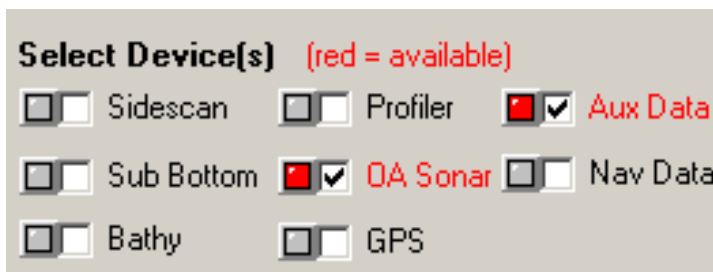 Select Device(s) (red = available)
Sidescan Profiler Aux Data
Sub Bottom OA Sonar Nav Data
Bathy GPS